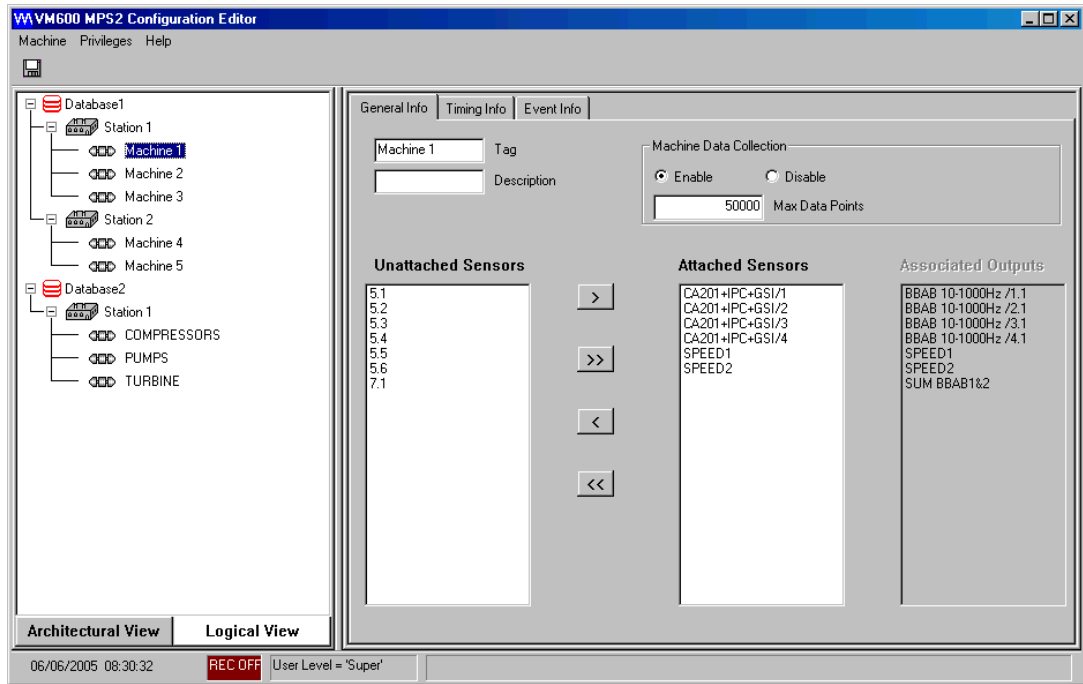 VM600 MPS2 Configuration Editor
Machine Privileges Help
Database1
Station 1
Machine 1
Machine 2
Machine 3
Station 2
Machine 4
Machine 5
Database2
Station 1
COMPRESSORS
PUMPS
TURBINE
Architectural View
Logical View
General Info
Timing Info
Event Info
Machine 1
Tag
Description
Machine Data Collection
Enable
Disable
50000
Max Data Points
Unattached Sensors
5.1
5.2
5.3
5.4
5.5
5.6
7.1
>
>>
<
<<
Attached Sensors
CA201+IPC+GSI/1
CA201+IPC+GSI/2
CA201+IPC+GSI/3
CA201+IPC+GSI/4
SPEED1
SPEED2
Associated Outputs
BBAB 10-1000Hz /1.1
BBAB 10-1000Hz /2.1
BBAB 10-1000Hz /3.1
BBAB 10-1000Hz /4.1
SPEED1
SPEED2
SUM BBAB1&2
06/06/2005 08:30:32
REC OFF
User Level = 'Super'